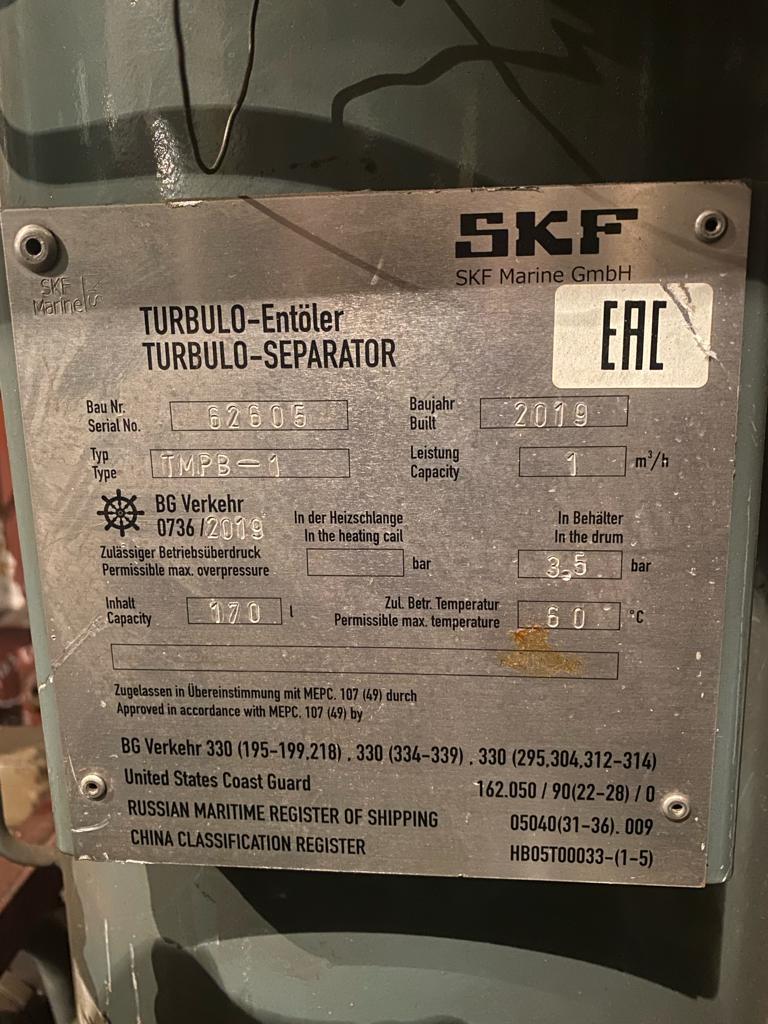 SKF
SKF Marine GmbH
SKF
Marine
EAC
TURBULO-Entöler
TURBULO-SEPARATOR
Bau Nr.
Serial No.
62605
Baujahr
Built
2019
Typ
Type
TMPB-1
Leistung
Capacity
1 m³/h
BG Verkehr
0736/2019
In der Heizschlange
In the heating cail
In Behälter
In the drum
Zulässiger Betriebsüberdruck
Permissible max. overpressure
bar
3,5 bar
Inhalt
Capacity
170 l
Zul. Betr. Temperatur
Permissible max. temperature
60 °C
Zugelassen in Übereinstimmung mit MEPC. 107 (49) durch
Approved in accordance with MEPC. 107 (49) by
BG Verkehr 330 (195-199,218) . 330 (334-339) . 330 (295,304,312-314)
United States Coast Guard 162.050 / 90(22-28) / 0
RUSSIAN MARITIME REGISTER OF SHIPPING 05040(31-36). 009
CHINA CLASSIFICATION REGISTER HB05T00033-(1-5)